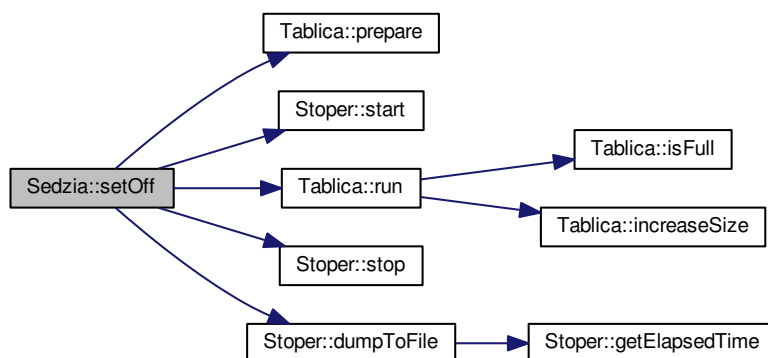 Tablica::prepare
Stoper::start
Tablica::isFull
Sedzia::setOff
Tablica::run
Tablica::increaseSize
Stoper::stop
Stoper::dumpToFile
Stoper::getElapsedTime